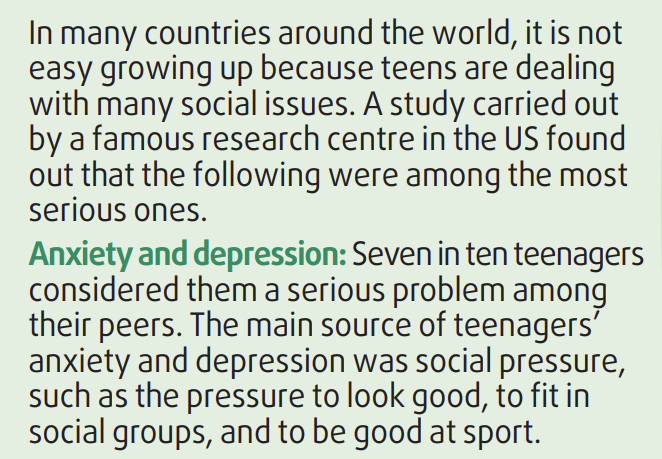 In many countries around the world, it is not
easy growing up because teens are dealing
with many social issues. A study carried out
by a famous research centre in the US found
out that the following were among the most
serious ones.
Anxiety and depression: Seven in ten teenagers
considered them a serious problem among
their peers. The main source of teenagers’
anxiety and depression was social pressure,
such as the pressure to look good, to fit in
social groups, and to be good at sport.